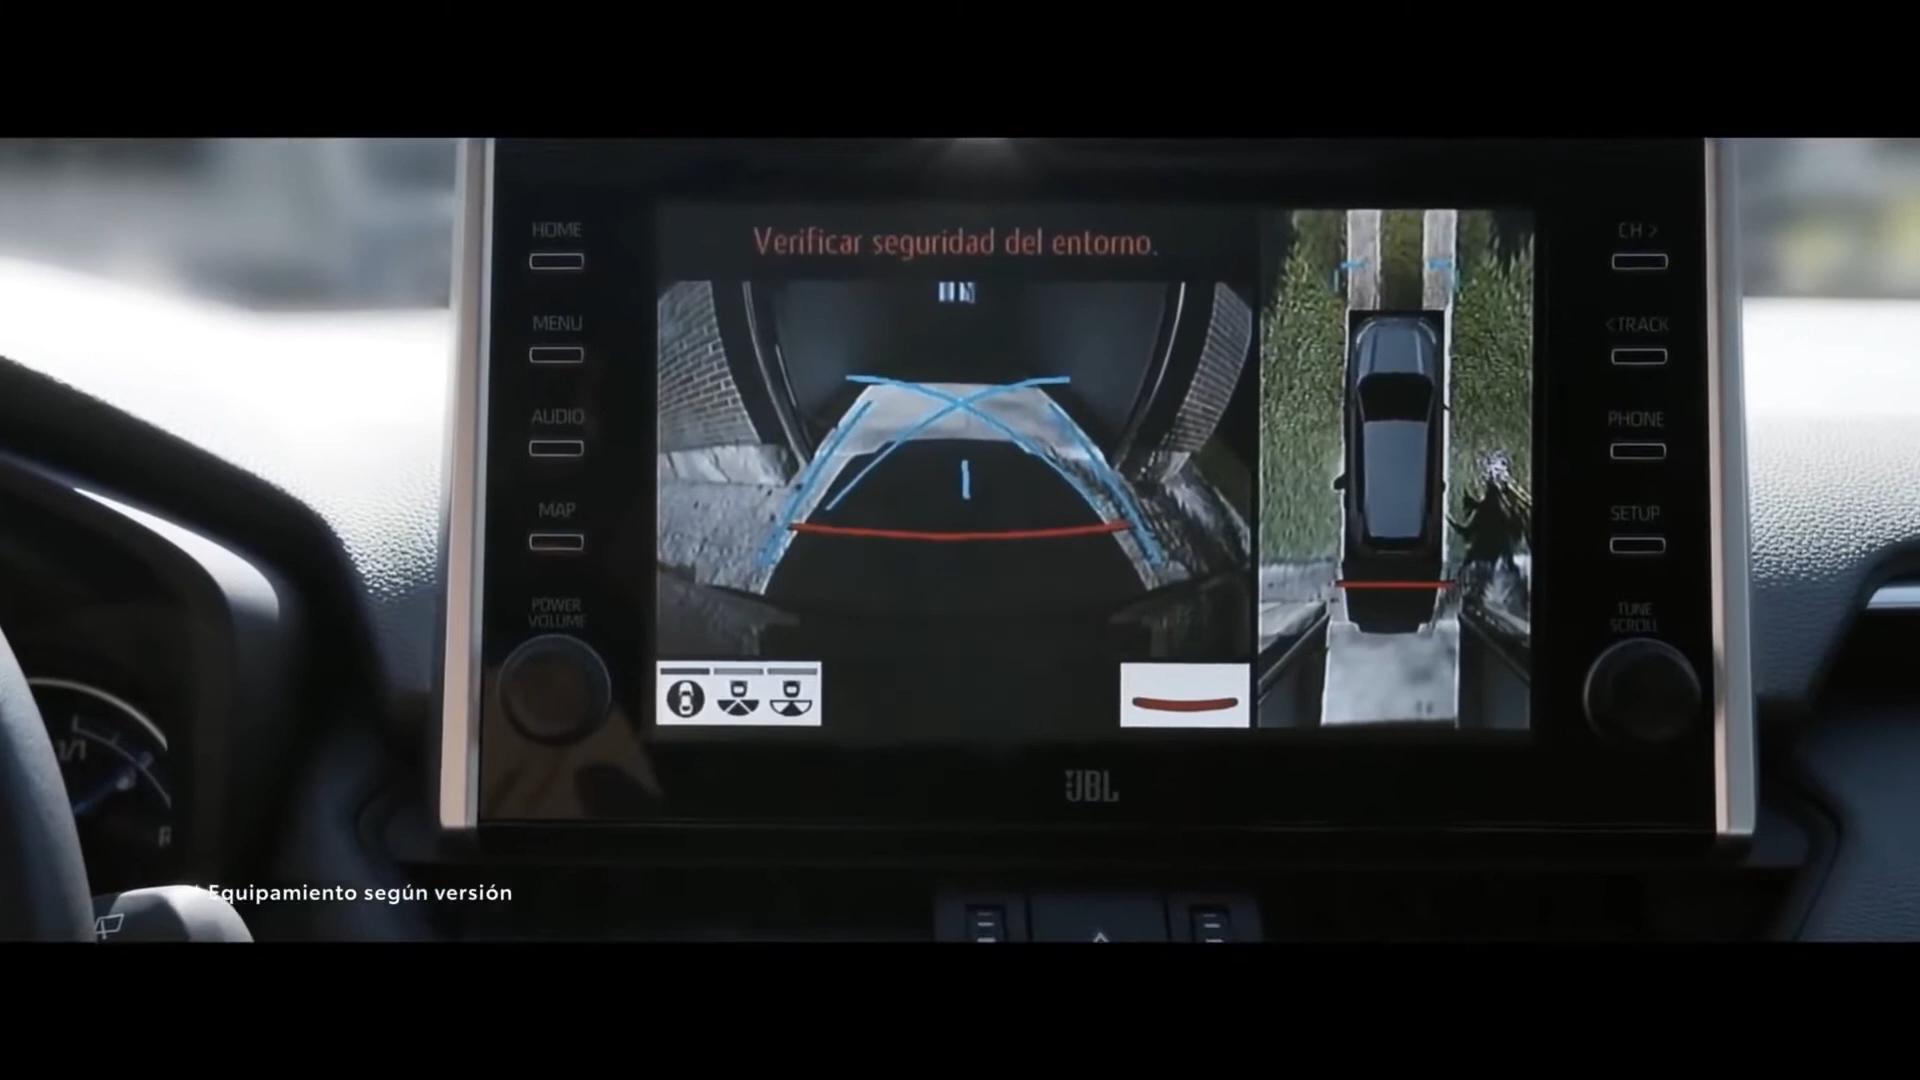 HOME
MENU
AUDIO
MAP
POWER
VOLUME
Verificar seguridad del entorno.
CH >
< TRACK
PHONE
SETUP
TUNE
SCROLL
JBL
Equipamiento según versión